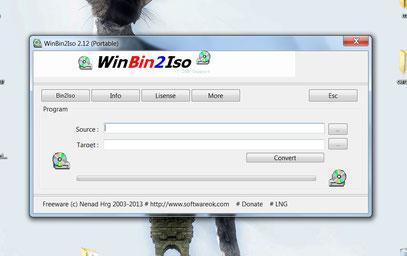 WinBin2Iso 2.12 (Portable)
WinBin2Iso
Bin2Iso Info Lisense More Esc
Program
Source :
...
Target :
...
Convert
Freeware (c) Nenad Hrg 2003-2013 # http://www.softwareok.com # Donate # LNG